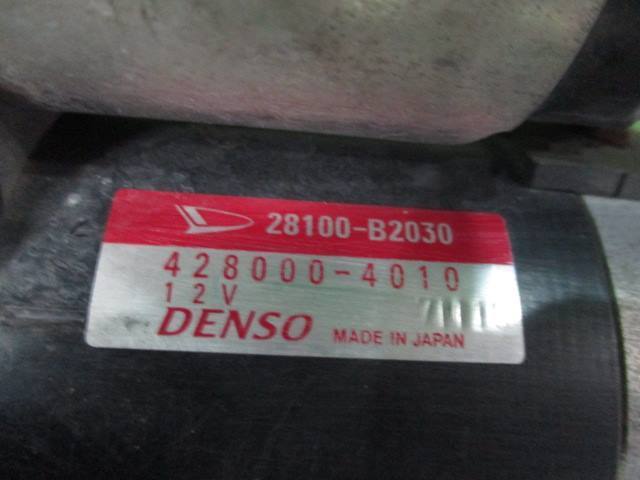 28100-B2030
428000-4010
12V
DENSO MADE IN JAPAN